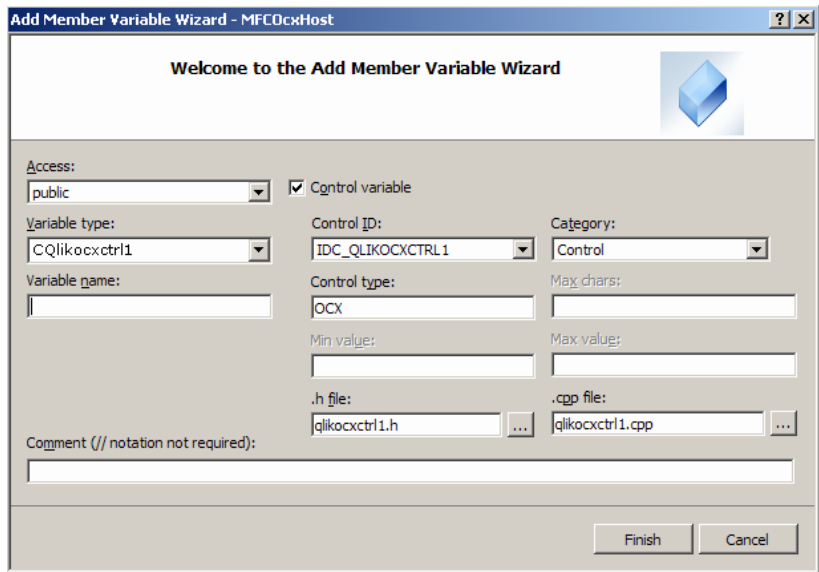 Add Member Variable Wizard - MFCOcxHost
Welcome to the Add Member Variable Wizard
Access:
public
Control variable
Variable type:
CQlikocxctrl1
Control ID:
IDC_QLIKOCXCTRL1
Category:
Control
Variable name:
Control type:
OCX
Max chars:
Min value:
Max value:
.h file:
qlikocxctrl1.h
...
.cpp file:
qlikocxctrl1.cpp
...
Comment (// notation not required):
Finish
Cancel